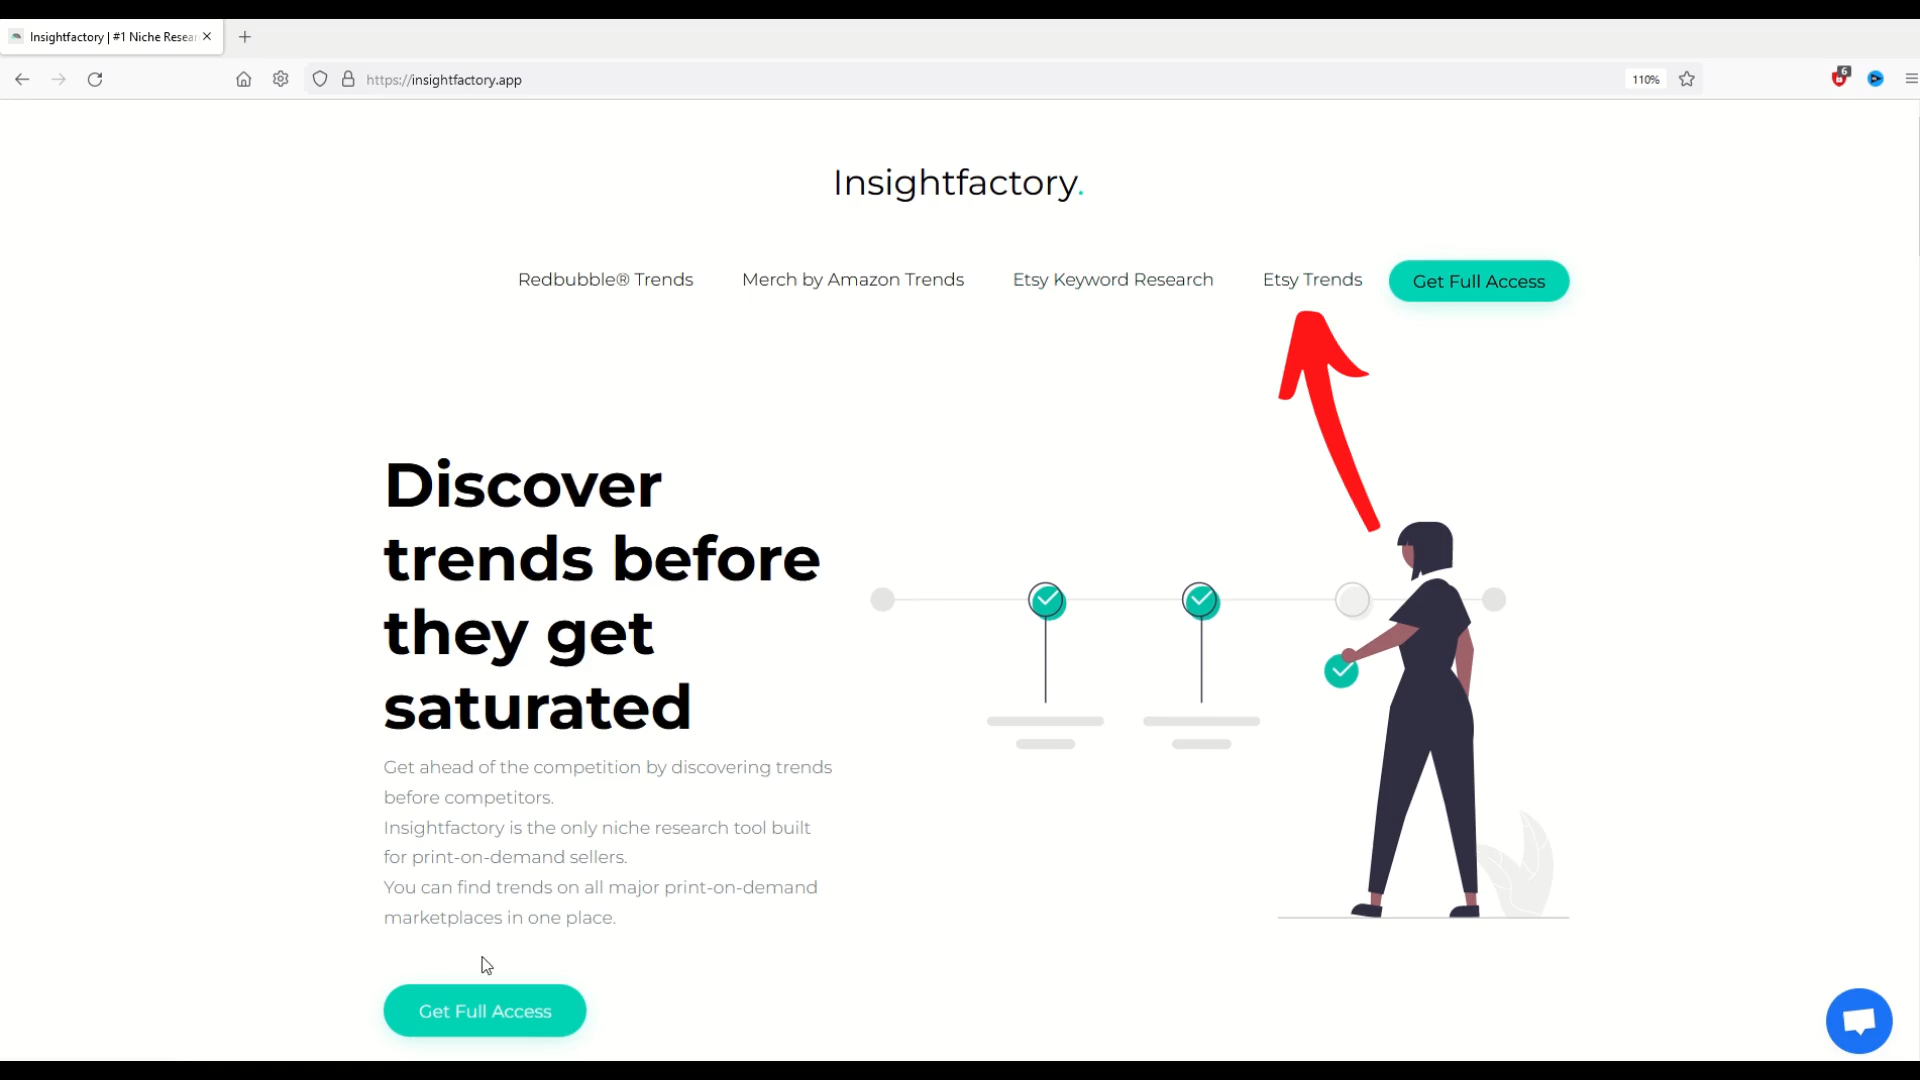 Insightfactory | #1 Niche Resea
https://insightfactory.app
110%
6
Insightfactory.
Redbubble® Trends
Merch by Amazon Trends
Etsy Keyword Research
Etsy Trends
Get Full Access
Discover
trends before
they get
saturated
Get ahead of the competition by discovering trends
before competitors.
Insightfactory is the only niche research tool built
for print-on-demand sellers.
You can find trends on all major print-on-demand
marketplaces in one place.
Get Full Access